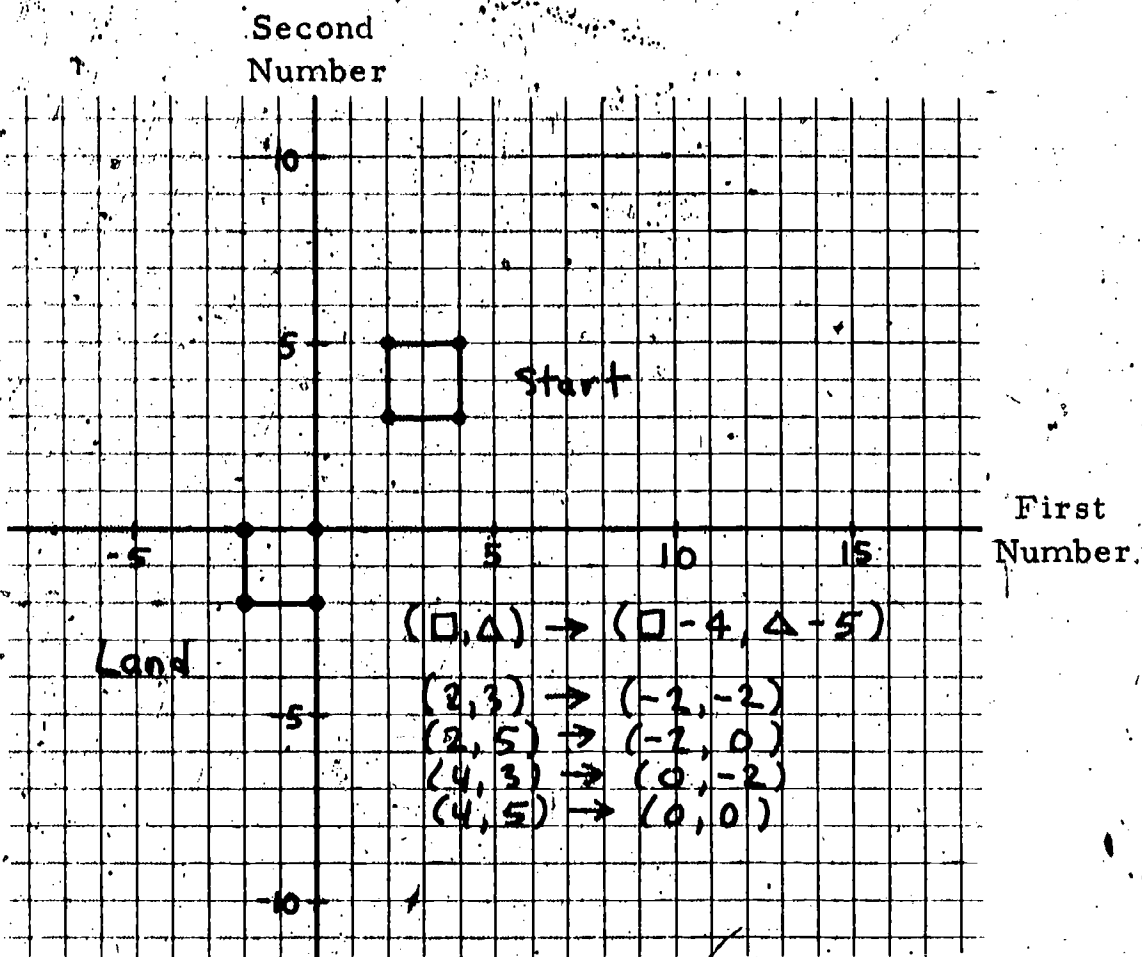 Second
Number
10
5
Start
First
Number
-5
5
10
15
(□,△) → (□-4, △-5)
Land
(2,3) → (-2,-2)
-5
(2,5) → (-2, 0)
(4,3) → (0,-2)
(4,5) → (0,0)
-10